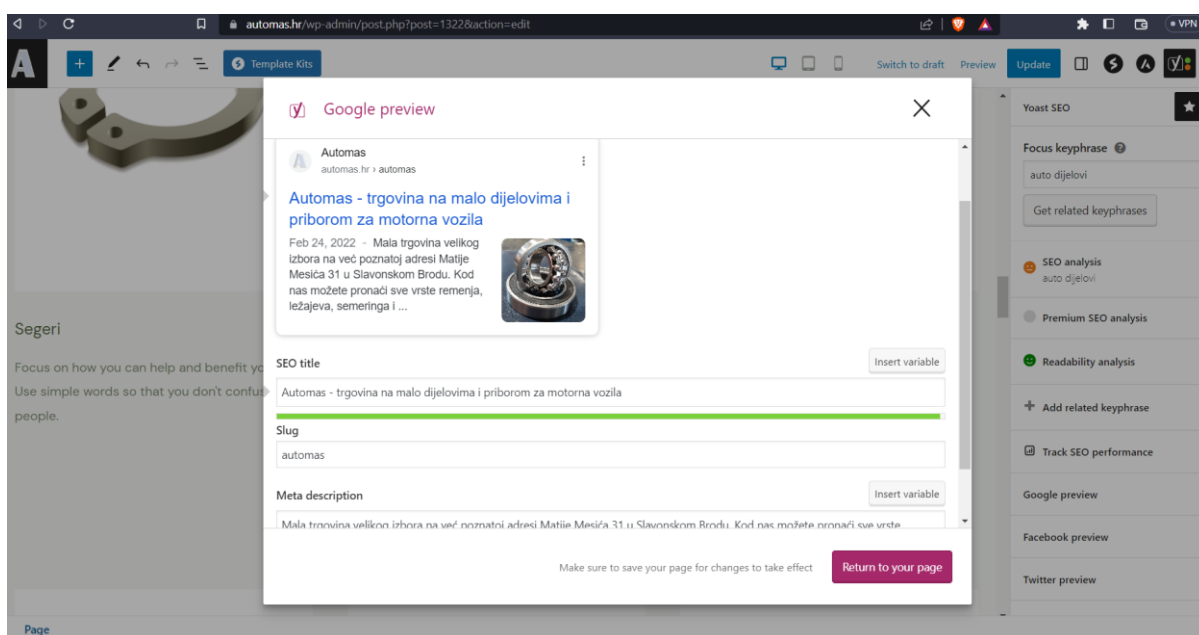 automas.hr/wp-admin/post.php?post=1322&action=edit
VPN
Template Kits
Switch to draft
Preview
Update
Google preview
Automas
automas.hr › automas
Automas - trgovina na malo dijelovima i
priborom za motorna vozila
Feb 24, 2022 - Mala trgovina velikog
izbora na već poznatoj adresi Matije
Mesića 31 u Slavonskom Brodu. Kod
nas možete pronaći sve vrste remenja,
ležajeva, semeringa i ...
SEO title
Insert variable
Automas - trgovina na malo dijelovima i priborom za motorna vozila
Slug
automas
Meta description
Insert variable
Mala trgovina velikog izbora na već poznatoj adresi Matije Mesića 31 u Slavonskom Brodu. Kod nas možete pronaći sve vrste
Make sure to save your page for changes to take effect
Return to your page
Segeri
Focus on how you can help and benefit
Use simple words so that you don't
people.
Yoast SEO
Focus keyphrase
auto dijelovi
Get related keyphrases
SEO analysis
auto dijelovi
Premium SEO analysis
Readability analysis
Add related keyphrase
Track SEO performance
Google preview
Facebook preview
Twitter preview
Page